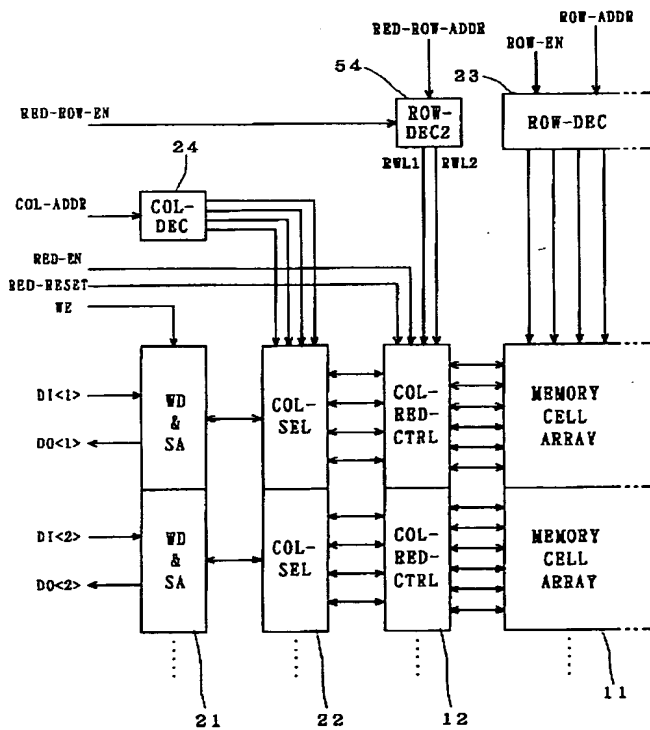 RED-ROW-ADDR
ROW-ADDR
ROW-EN
54
23
RED-ROW-EN
ROW-
DEC2
ROW-DEC
RWL1
RWL2
24
COL-ADDR
COL-
DEC
RED-EN
RED-RESET
WE
DI<1>
DO<1>
WD
&
SA
COL-
SEL
COL-
RED-
CTRL
MEMORY
CELL
ARRAY
DI<2>
DO<2>
WD
&
SA
COL-
SEL
COL-
RED-
CTRL
MEMORY
CELL
ARRAY
21
22
12
11